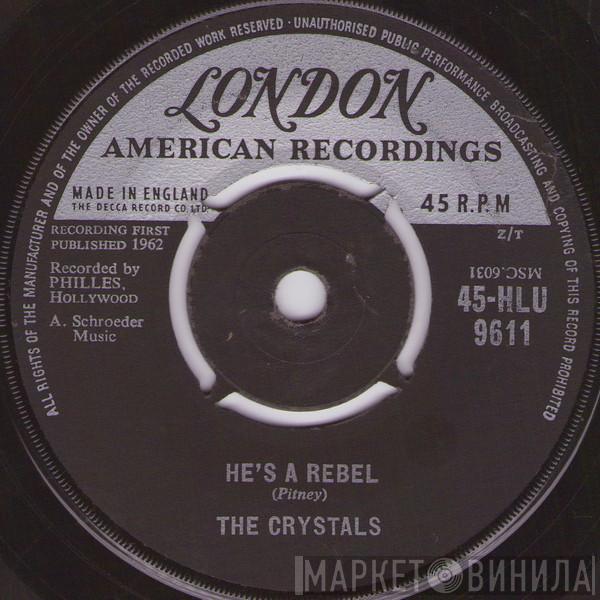 ALL RIGHTS OF THE MANUFACTURER AND OF THE OWNER OF THE RECORDED WORK RESERVED · UNAUTHORISED PUBLIC PERFORMANCE BROADCASTING AND COPYING OF THIS RECORD PROHIBITED
LONDON
AMERICAN RECORDINGS
MADE IN ENGLAND
THE DECCA RECORD CO. LTD.
45 R.P.M
RECORDING FIRST
PUBLISHED 1962
Z/T
Recorded by
PHILLES,
HOLLYWOOD
MSC.6031
45-HLU
9611
A. Schroeder
Music
HE'S A REBEL
(Pitney)
THE CRYSTALS
МАРКЕТ ВИНИЛА